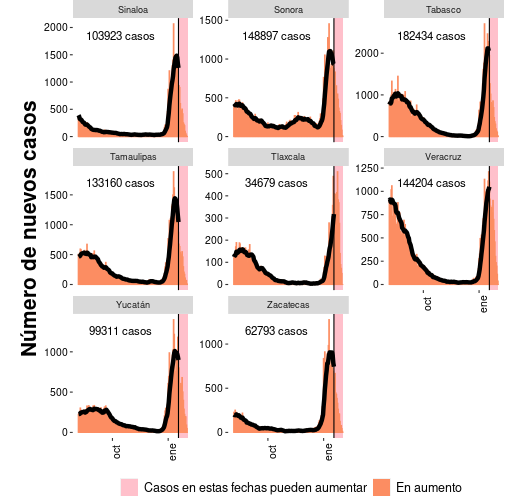 Número de nuevos casos
Sinaloa
103923 casos
2000
1500
1000
500
0
Sonora
148897 casos
1500
1000
500
0
Tabasco
182434 casos
2000
1000
0
Tamaulipas
133160 casos
1500
1000
500
0
Tlaxcala
34679 casos
500
400
300
200
100
0
Veracruz
144204 casos
1250
1000
750
500
250
0
oct
ene
Yucatán
99311 casos
1000
500
0
oct
ene
Zacatecas
62793 casos
1000
500
0
oct
ene
Casos en estas fechas pueden aumentar
En aumento